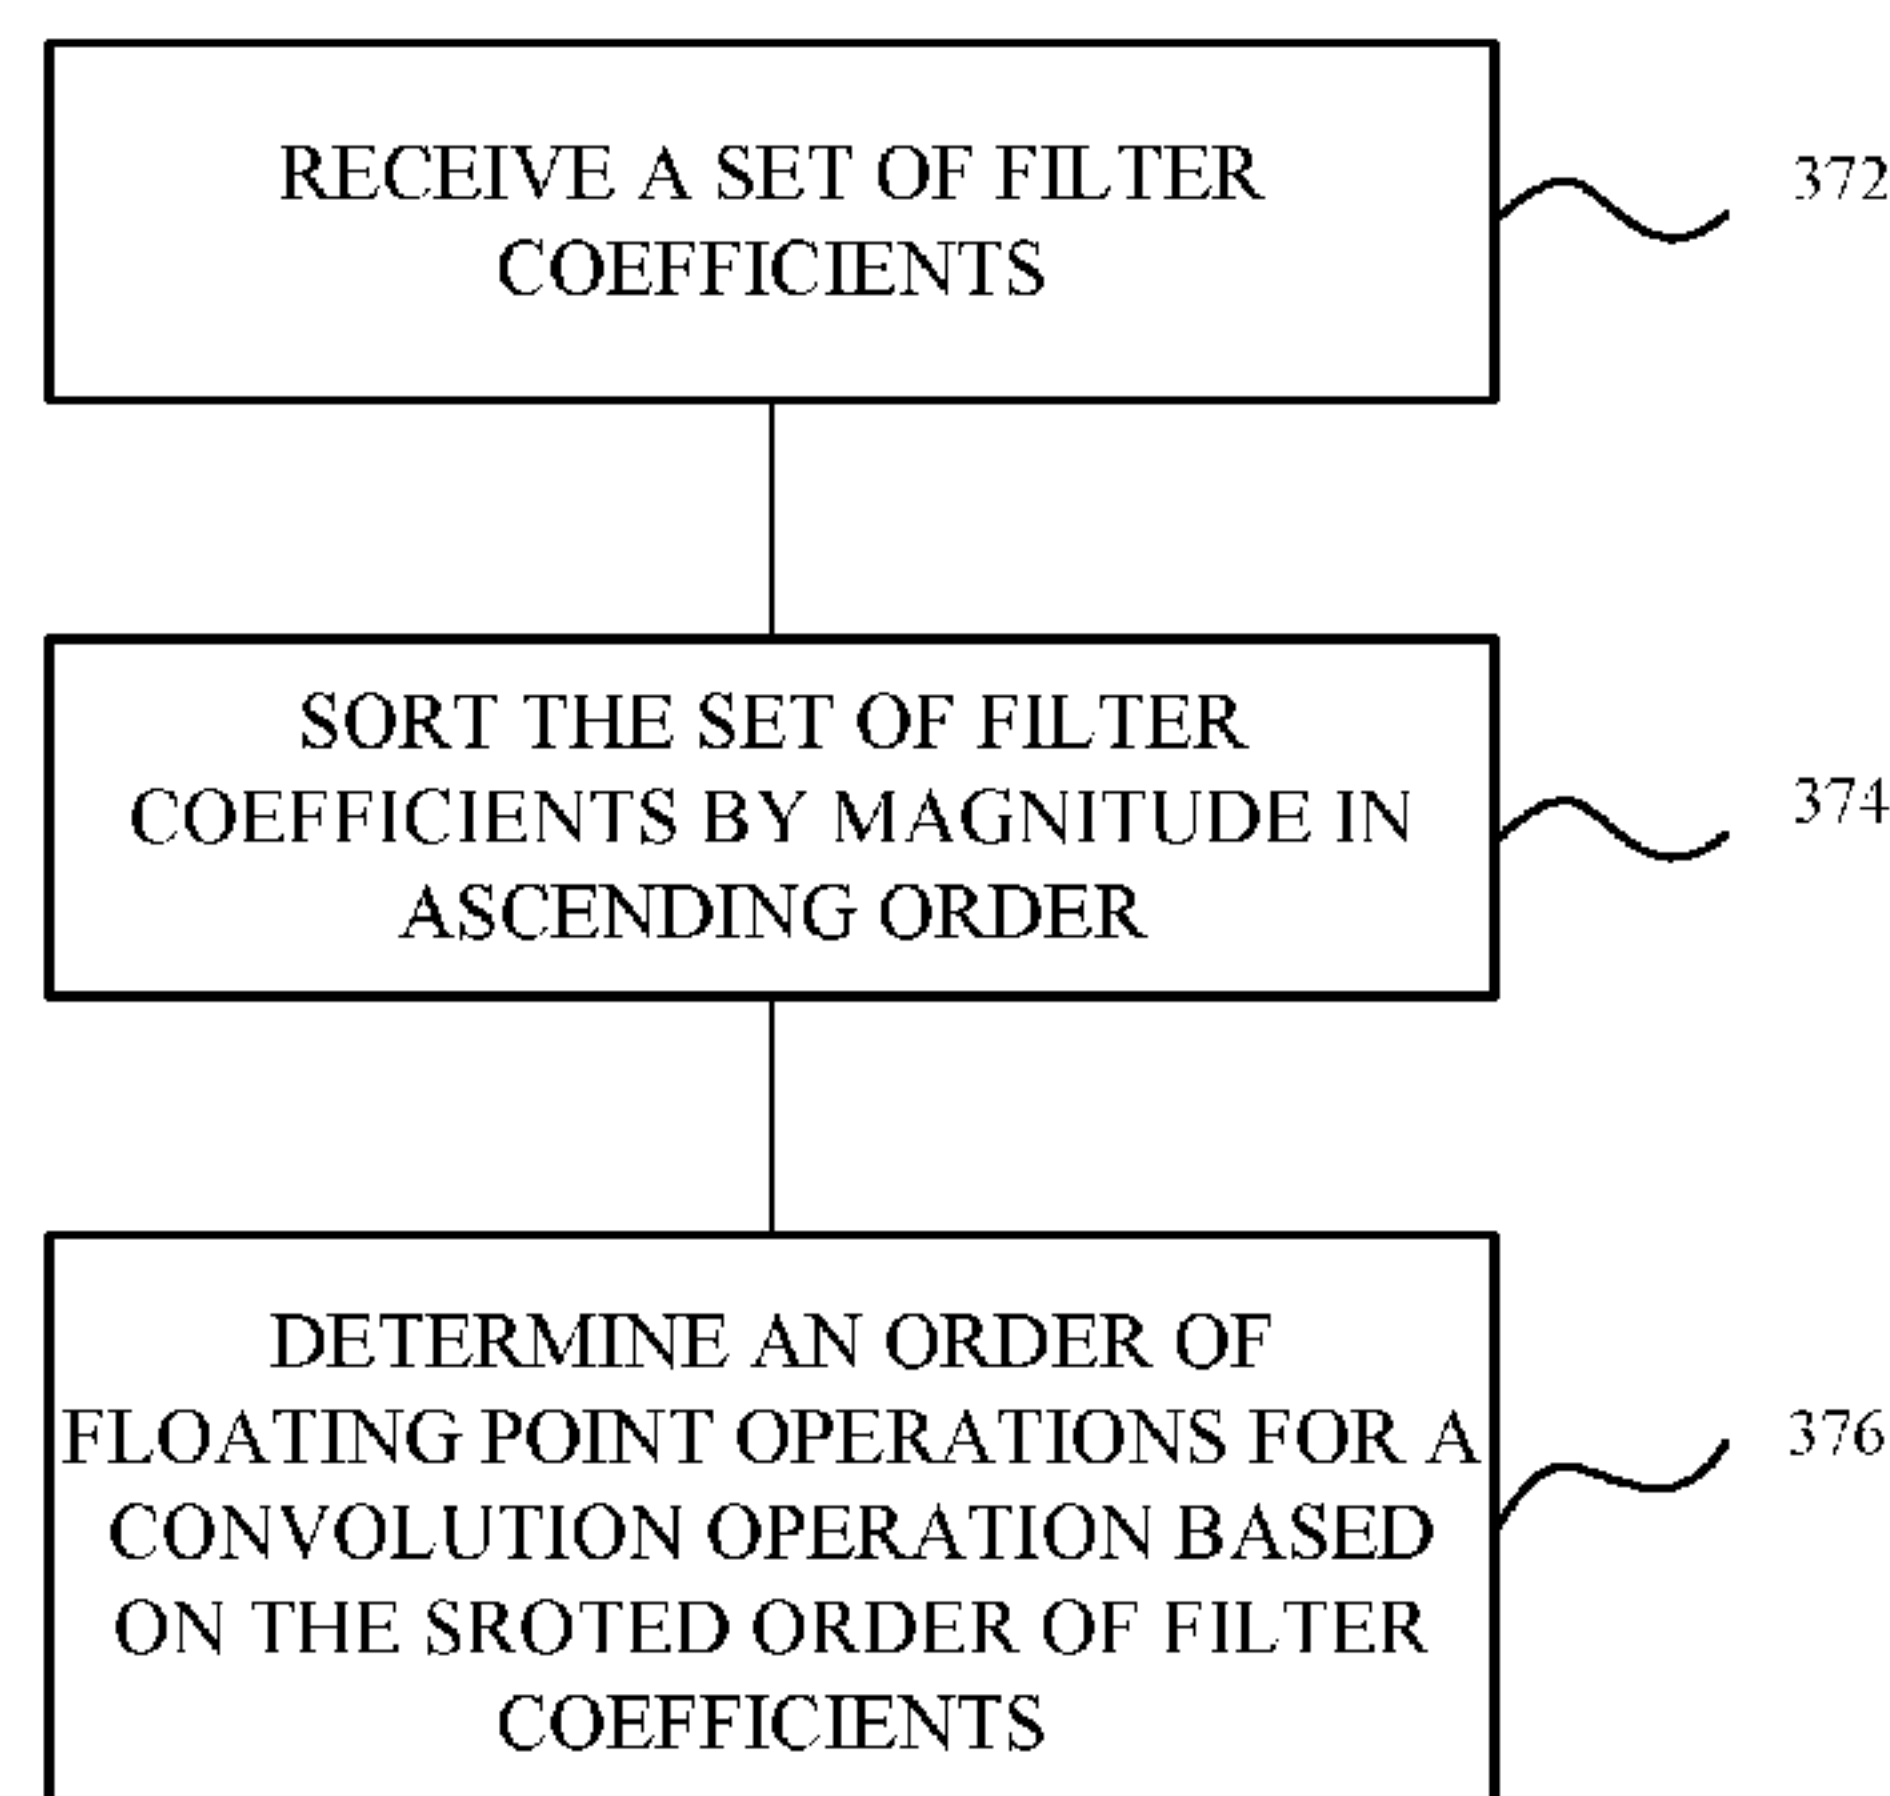 RECEIVE A SET OF FILTER
COEFFICIENTS
372
SORT THE SET OF FILTER
COEFFICIENTS BY MAGNITUDE IN
ASCENDING ORDER
374
DETERMINE AN ORDER OF
FLOATING POINT OPERATIONS FOR A
CONVOLUTION OPERATION BASED
ON THE SROTED ORDER OF FILTER
COEFFICIENTS
376